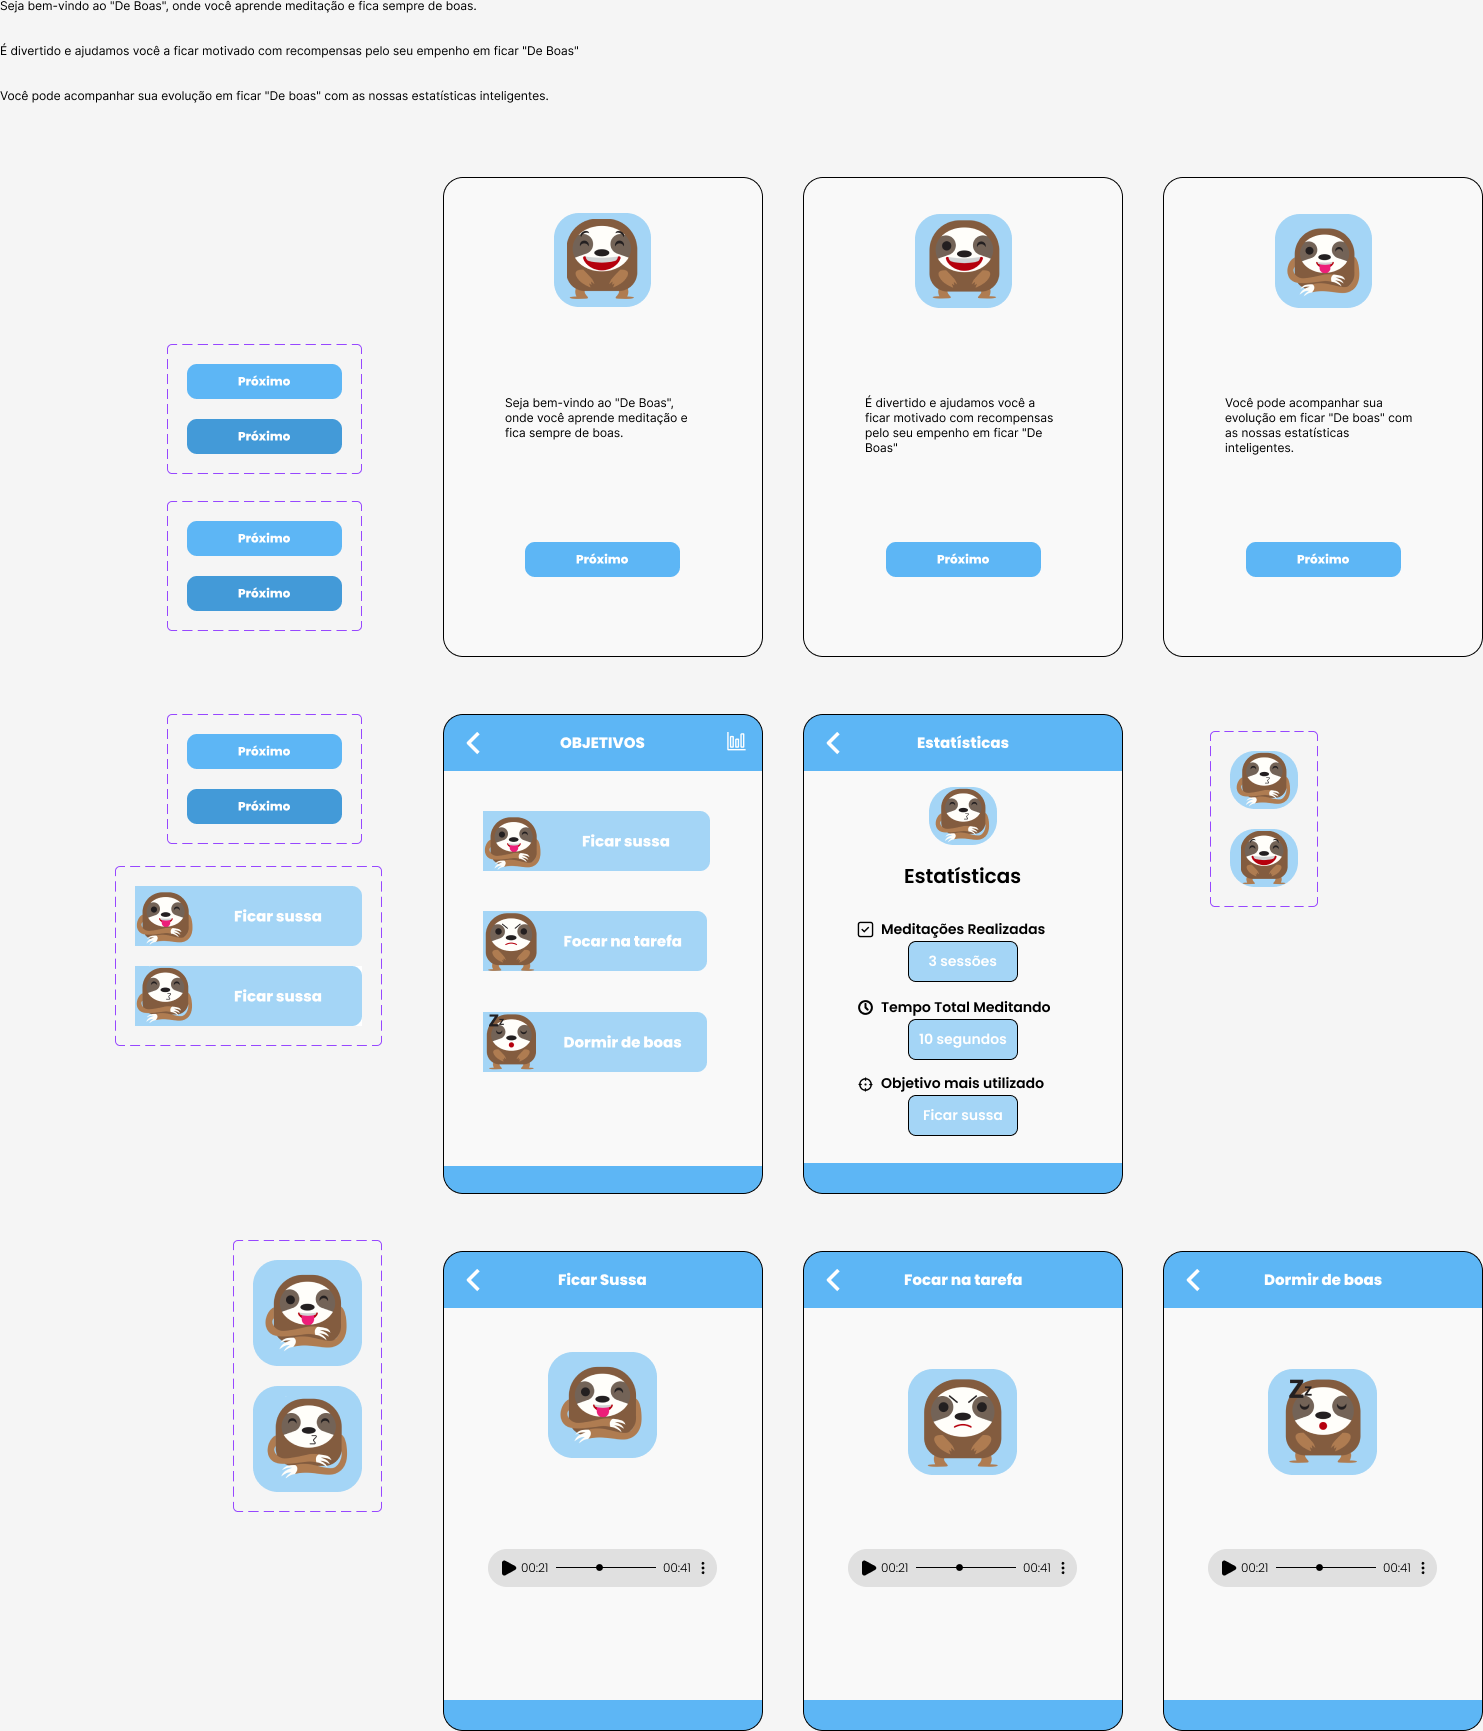 Seja bem-vindo ao "De Boas", onde você aprende meditação e fica sempre de boas.
É divertido e ajudamos você a ficar motivado com recompensas pelo seu empenho em ficar "De Boas"
Você pode acompanhar sua evolução em ficar "De boas" com as nossas estatísticas inteligentes.
Próximo
Próximo
Próximo
Próximo
Seja bem-vindo ao "De Boas",
onde você aprende meditação e
fica sempre de boas.
Próximo
É divertido e ajudamos você a
ficar motivado com recompensas
pelo seu empenho em ficar "De
Boas"
Próximo
Você pode acompanhar sua
evolução em ficar "De boas" com
as nossas estatísticas
inteligentes.
Próximo
Próximo
Próximo
Ficar sussa
Ficar sussa
OBJETIVOS
Ficar sussa
Focar na tarefa
Zz
Dormir de boas
Estatísticas
Estatísticas
Meditações Realizadas
3 sessões
Tempo Total Meditando
10 segundos
Objetivo mais utilizado
Ficar sussa
Ficar Sussa
00:21
00:41
Focar na tarefa
00:21
00:41
Dormir de boas
Zz
00:21
00:41